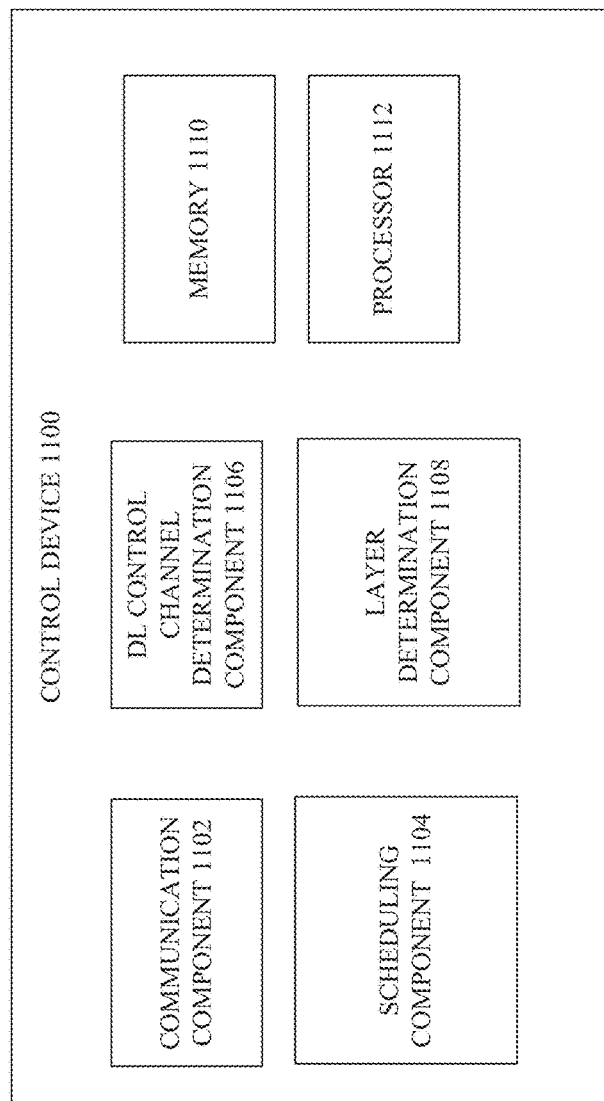 CONTROL DEVICE 1100
COMMUNICATION
COMPONENT 1102
DL CONTROL
CHANNEL
DETERMINATION
COMPONENT 1106
MEMORY 1110
SCHEDULING
COMPONENT 1104
LAYER
DETERMINATION
COMPONENT 1108
PROCESSOR 1112